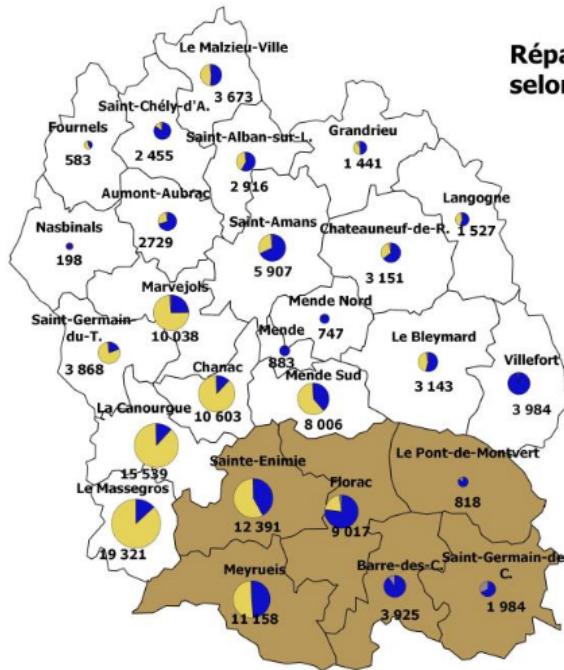 Répa
selon
Le Malzieu-Ville
3 673
Saint-Chély-d'A.
2 455
Fournels
583
Saint-Alban-sur-L.
2 916
Grandrieu
1 441
Aumont-Aubrac
2729
Langogne
1 527
Nasbinals
198
Saint-Amans
5 907
Chateauneuf-de-R.
3 151
Marvejols
10 038
Mende Nord
747
Saint-Germain
du-T.
3 868
Mende
883
Le Bleymard
3 143
Villefort
3 984
Chanac
10 603
Mende Sud
8 006
La Canourgue
15 539
Sainte-Enimie
12 391
Le Pont-de-Montvert
818
Florac
9 017
Le Massegros
19 321
Meyrueis
11 158
Barre-des-C.
3 925
Saint-Germain-de-
C.
1 984